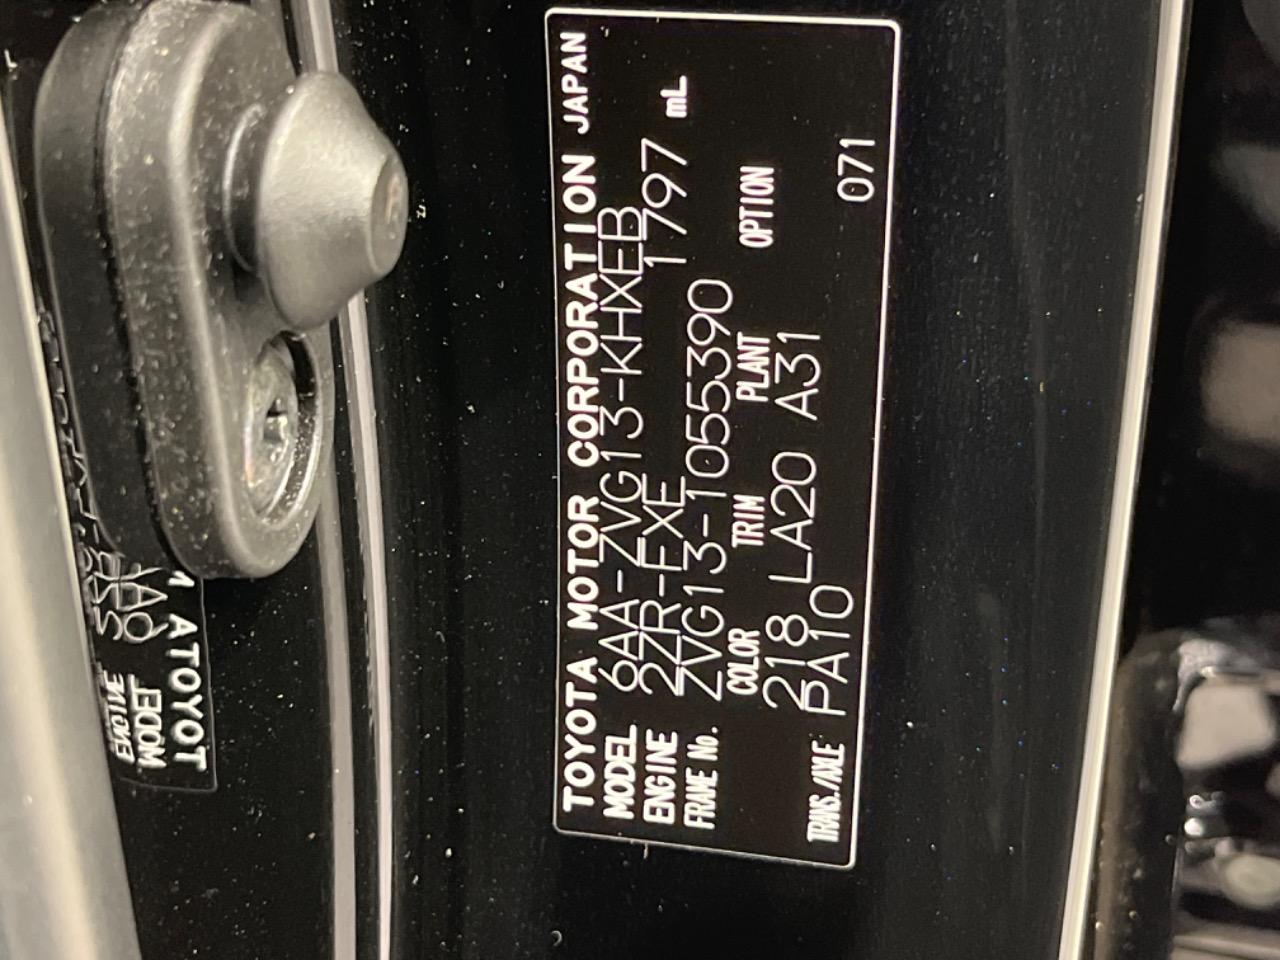 TOYOTA MOTOR CORPORATION JAPAN
MODEL 6AA-ZVG13-KHXEB
ENGINE 2ZR-FXE 1797 mL
FRAME No. ZVG13-1055390
COLOR TRIM PLANT OPTION
218 LA20 A31
TRANS./AXLE PA10 071
TOYOTA M
MODEL